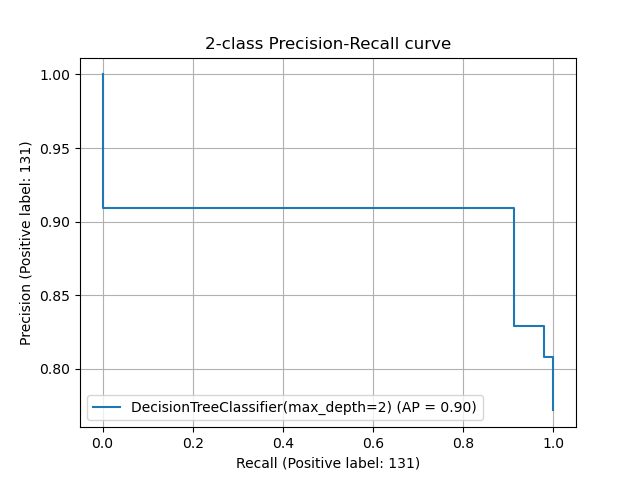 2-class Precision-Recall curve
1.00
0.95
0.90
0.85
0.80
Precision (Positive label: 131)
DecisionTreeClassifier(max_depth=2) (AP = 0.90)
0.0 0.2 0.4 0.6 0.8 1.0
Recall (Positive label: 131)